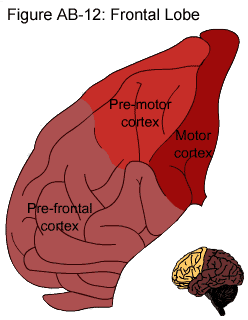 Figure AB-12: Frontal Lobe
Pre-motor
cortex
Motor
cortex
Pre-frontal
cortex